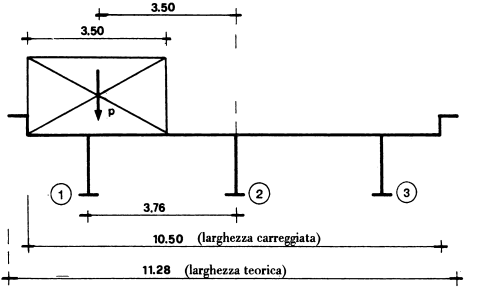 3.50
3.50
P
1
2
3
3,76
10.50 (larghezza carreggiata)
11.28 (larghezza teorica)